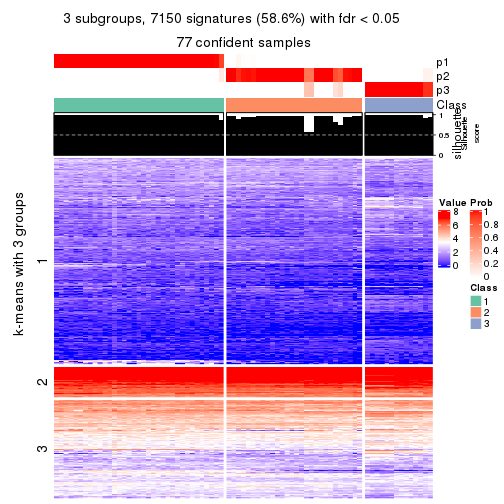 3 subgroups, 7150 signatures (58.6%) with fdr < 0.05
77 confident samples
p1
p2
p3
Class
1
0.5
0
silhouette
Silhouette
score
k-means with 3 groups
1
2
3
Value
8
6
4
2
0
Prob
1
0.8
0.6
0.4
0.2
0
Class
1
2
3